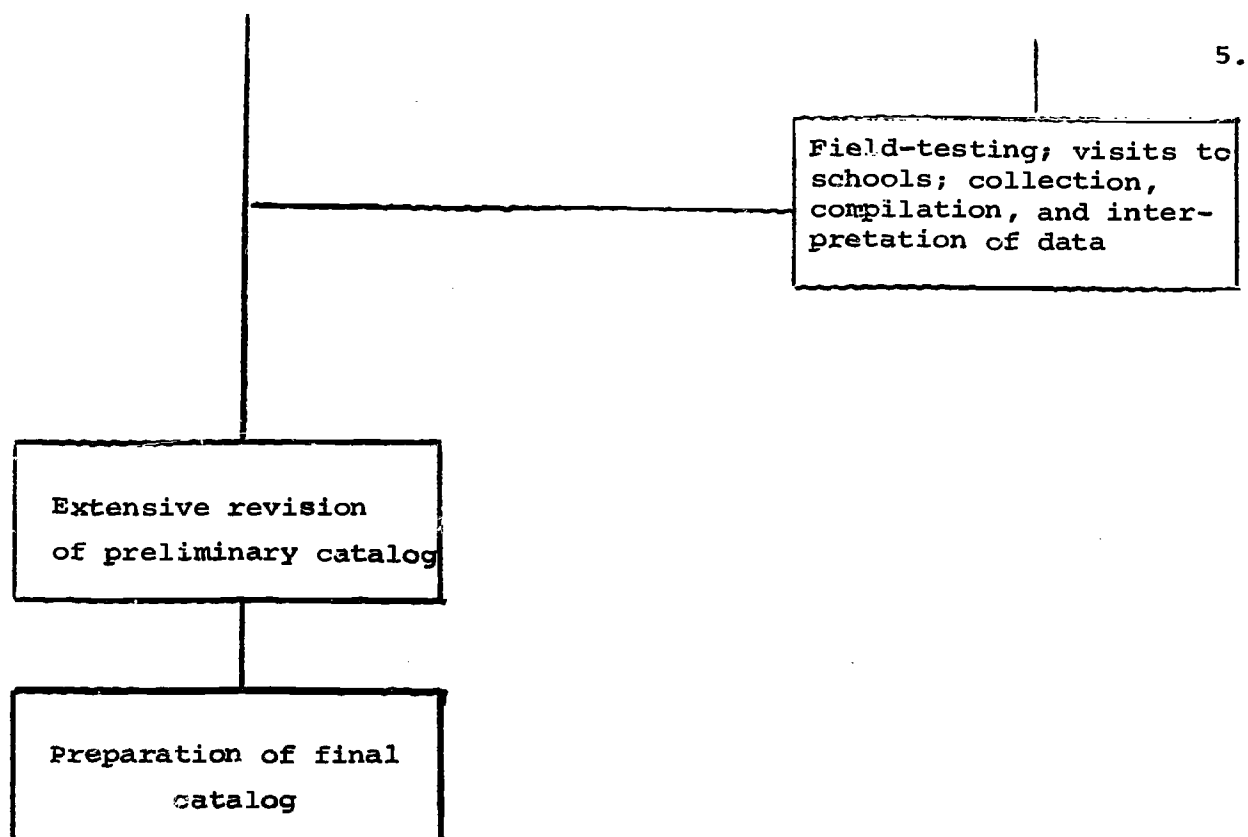 5.
Field-testing; visits to
schools; collection,
compilation, and inter-
pretation of data
Extensive revision
of preliminary catalog
Preparation of final
catalog